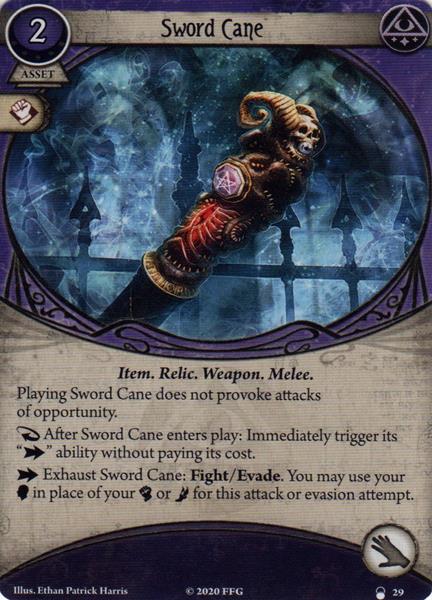 2
Sword Cane
ASSET
Item. Relic. Weapon. Melee.
Playing Sword Cane does not provoke attacks
of opportunity.
After Sword Cane enters play: Immediately trigger its
“ ” ability without paying its cost.
Exhaust Sword Cane: Fight/Evade. You may use your
in place of your or for this attack or evasion attempt.
Illus. Ethan Patrick Harris © 2020 FFG 29